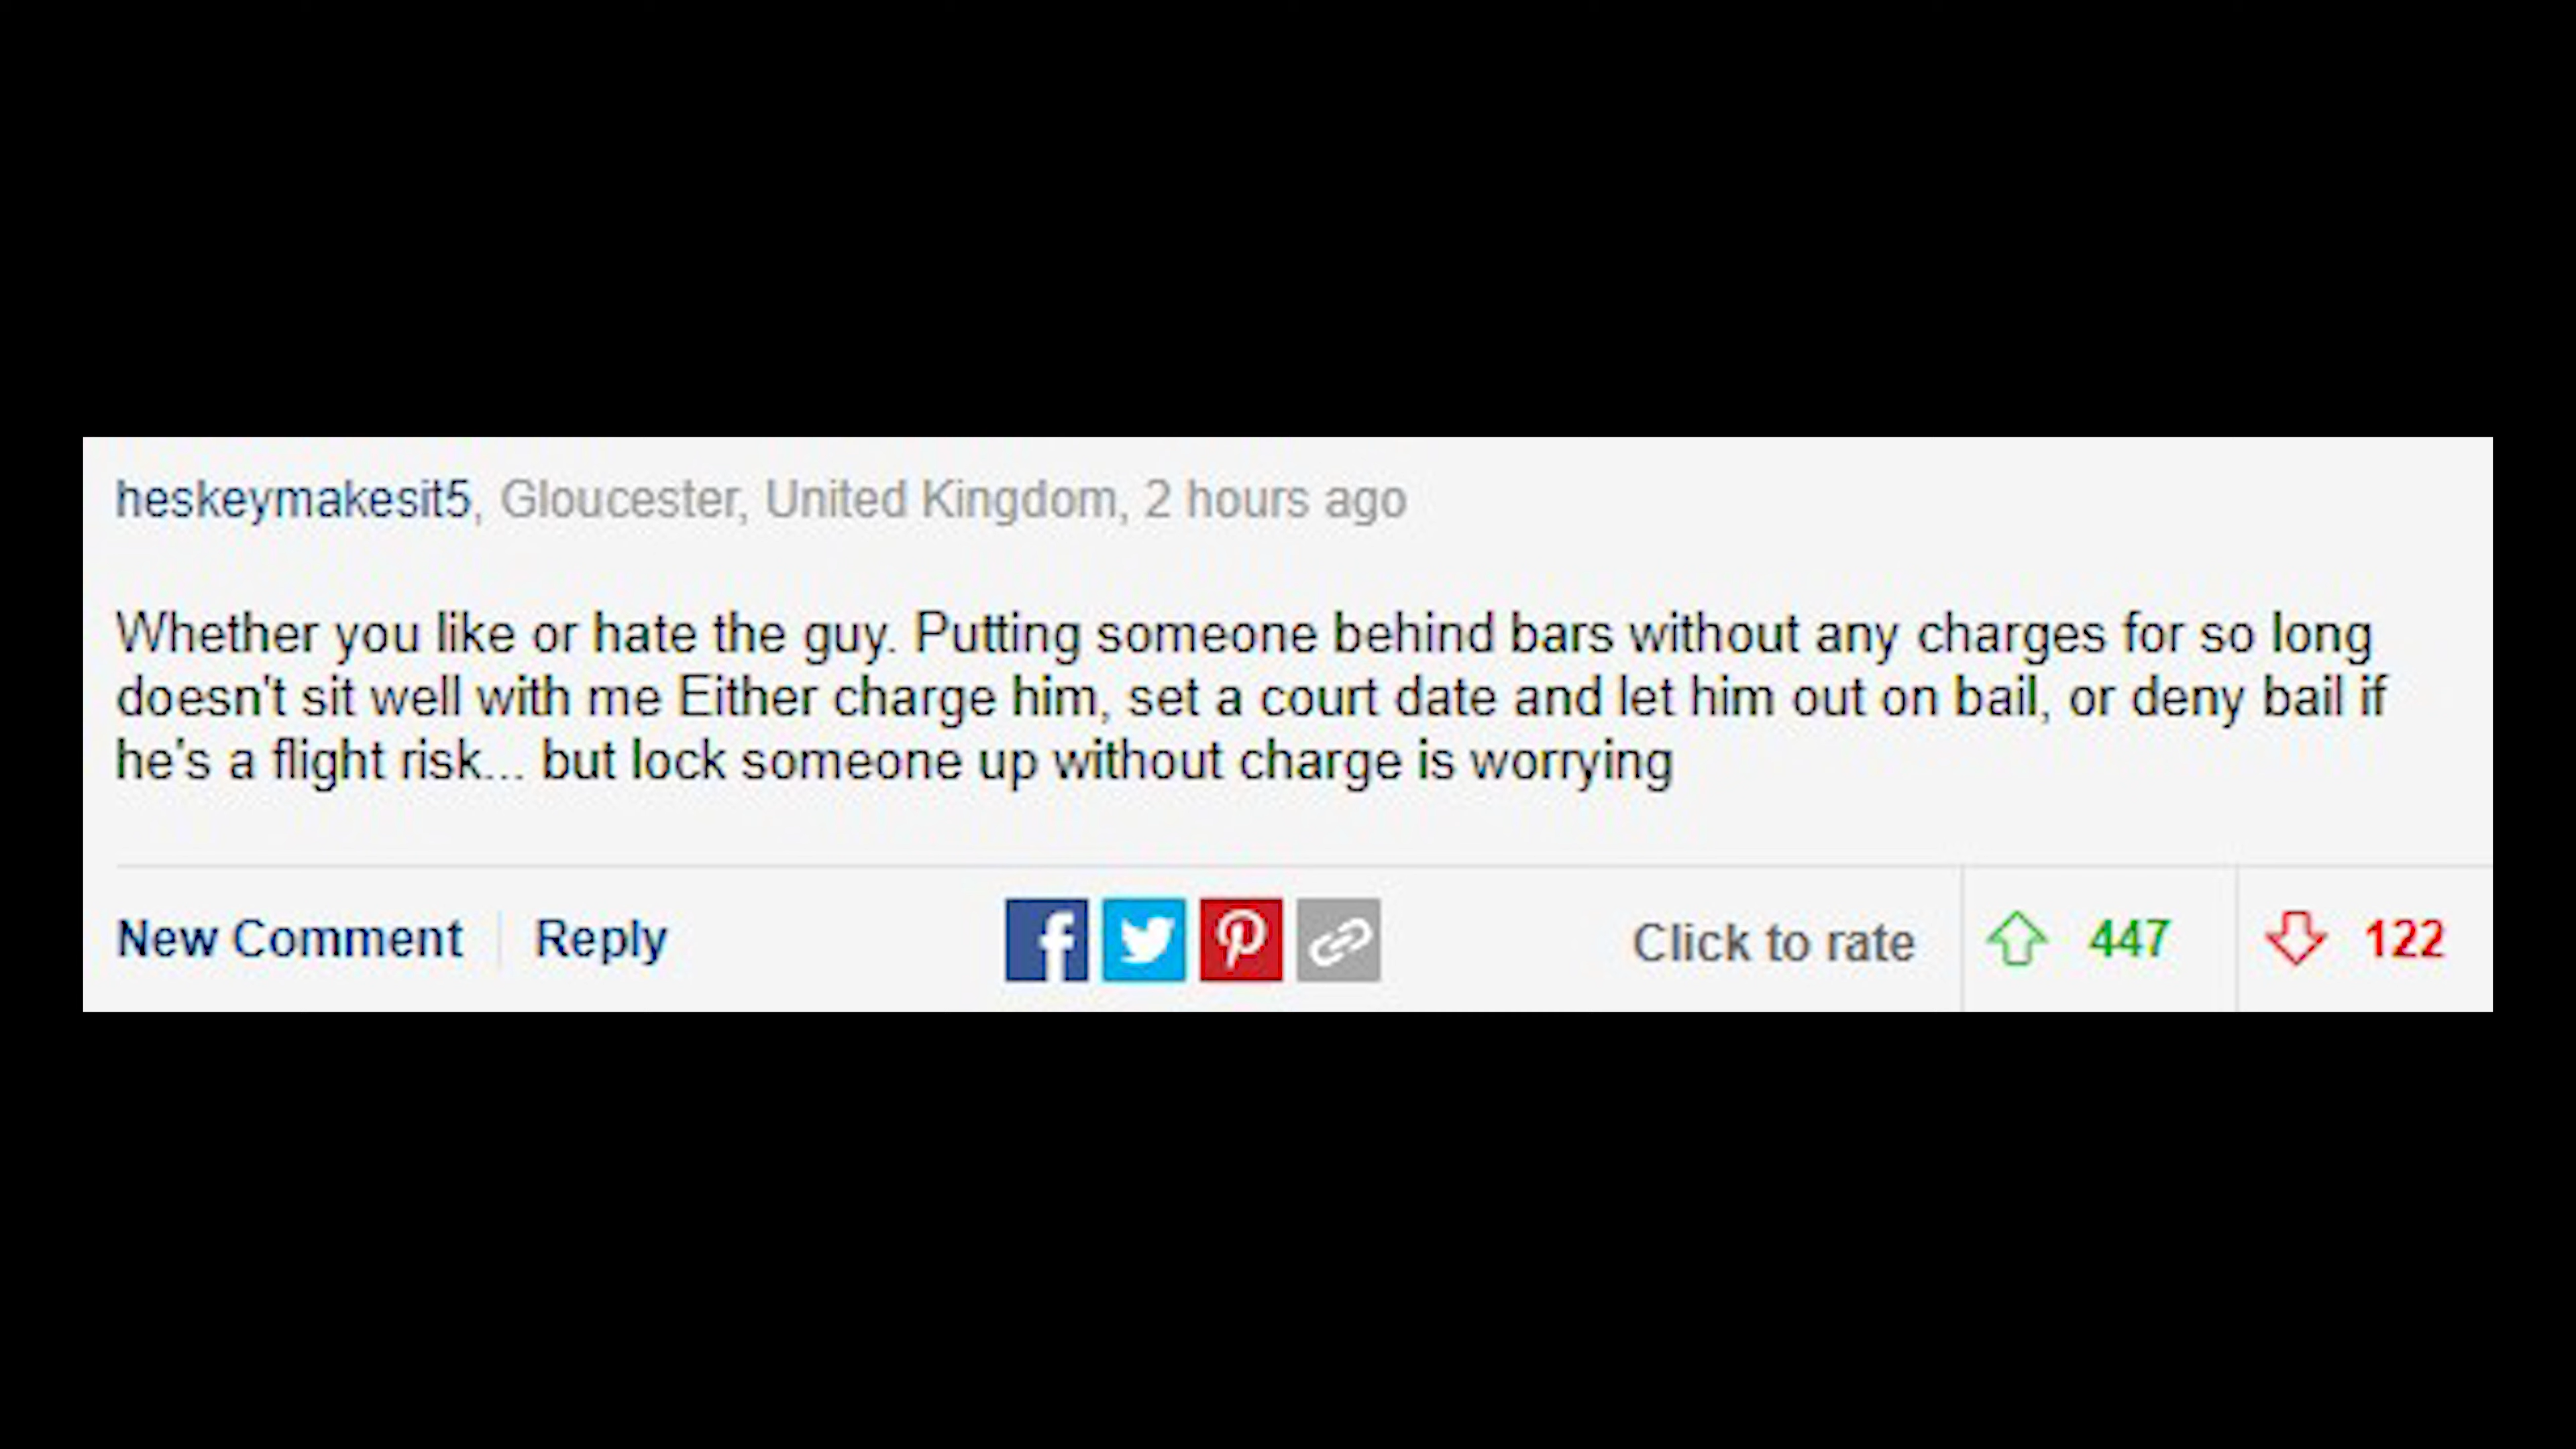 heskeymakesit5, Gloucester, United Kingdom, 2 hours ago
Whether you like or hate the guy. Putting someone behind bars without any charges for so long
doesn't sit well with me Either charge him, set a court date and let him out on bail, or deny bail if
he's a flight risk... but lock someone up without charge is worrying
New Comment Reply Click to rate 447 122